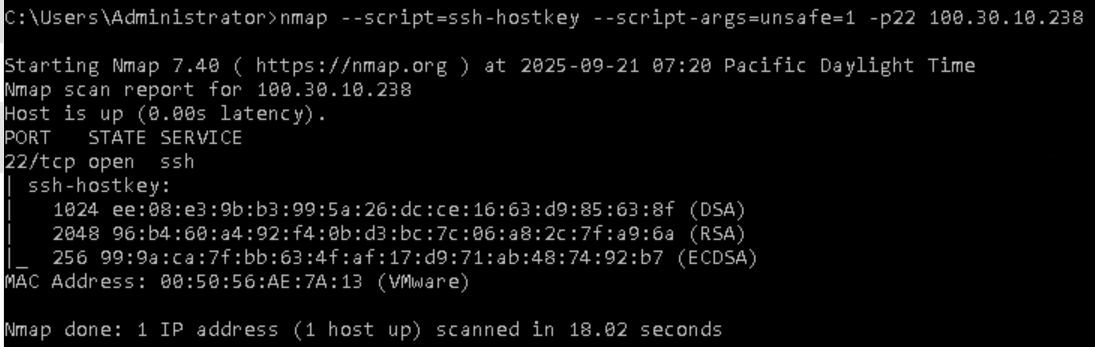 C:\Users\Administrator>nmap --script=ssh-hostkey --script-args=unsafe=1 -p22 100.30.10.238
Starting Nmap 7.40 ( https://nmap.org ) at 2025-09-21 07:20 Pacific Daylight Time
Nmap scan report for 100.30.10.238
Host is up (0.00s latency).
PORT   STATE SERVICE
22/tcp open  ssh
| ssh-hostkey:
|   1024 ee:08:e3:9b:b3:99:5a:26:dc:ce:16:63:d9:85:63:8f (DSA)
|   2048 96:b4:60:a4:92:f4:0b:d3:bc:7c:06:a8:2c:7f:a9:6a (RSA)
|_  256 99:9a:ca:7f:bb:63:4f:af:17:d9:71:ab:48:74:92:b7 (ECDSA)
MAC Address: 00:50:56:AE:7A:13 (VMware)
Nmap done: 1 IP address (1 host up) scanned in 18.02 seconds